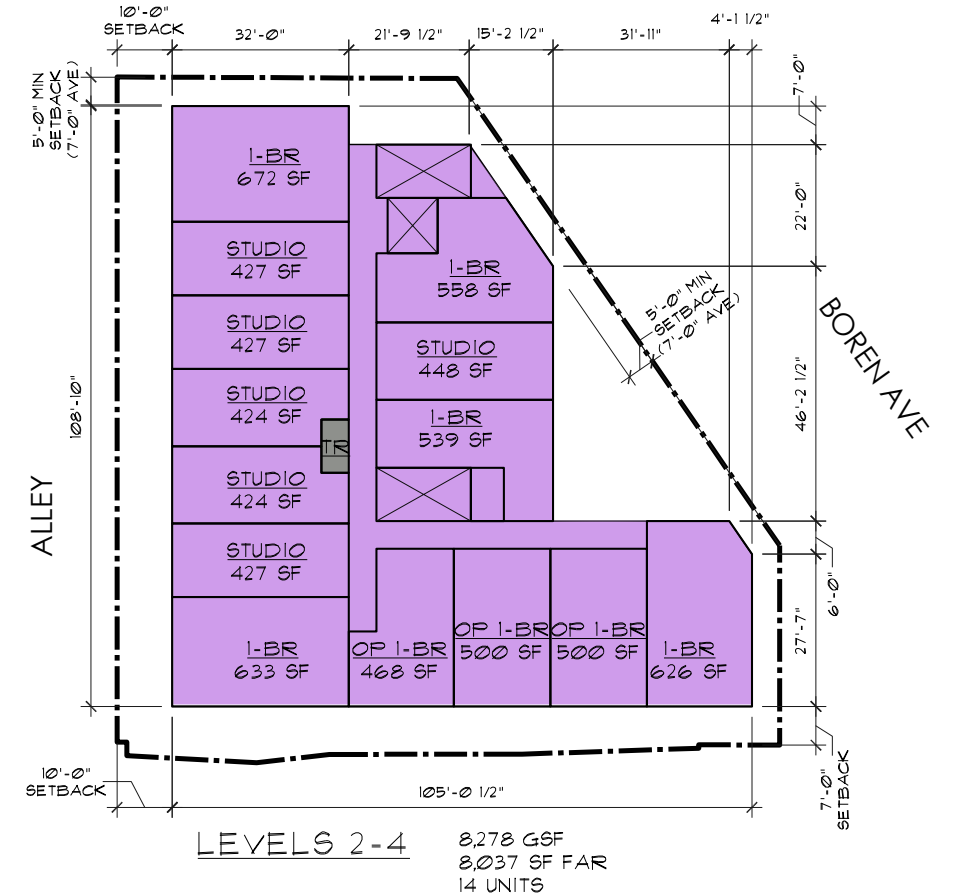 10'-0"
SETBACK
32'-0"
21'-9 1/2"
15'-2 1/2"
31'-11"
4'-1 1/2"
5'-0" MIN
SETBACK
(7'-0" AVE)
7'-0"
1-BR
672 SF
STUDIO
427 SF
1-BR
558 SF
22'-0"
5'-0" MIN
SETBACK
(7'-0" AVE)
BOREN AVE
STUDIO
427 SF
STUDIO
448 SF
STUDIO
424 SF
1-BR
539 SF
46'-2 1/2"
108'-10"
TR
ALLEY
STUDIO
424 SF
STUDIO
427 SF
6'-0"
27'-7"
1-BR
633 SF
OP 1-BR
468 SF
OP 1-BR
500 SF
OP 1-BR
500 SF
1-BR
626 SF
10'-0"
SETBACK
105'-0 1/2"
7'-0"
SETBACK
LEVELS 2-4
8,278 GSF
8,037 SF FAR
14 UNITS